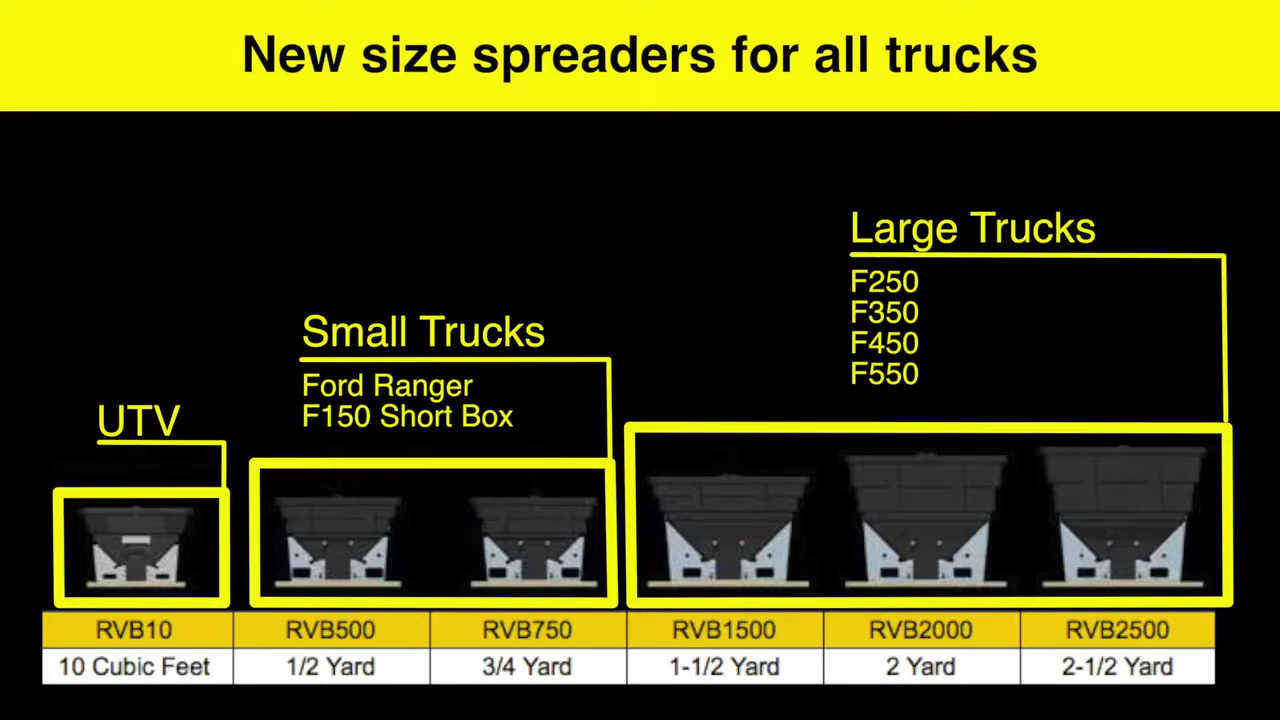 New size spreaders for all trucks
Large Trucks
F250
F350
F450
F550
Small Trucks
Ford Ranger
F150 Short Box
UTV
RVB10 RVB500 RVB750 RVB1500 RVB2000 RVB2500
10 Cubic Feet 1/2 Yard 3/4 Yard 1-1/2 Yard 2 Yard 2-1/2 Yard